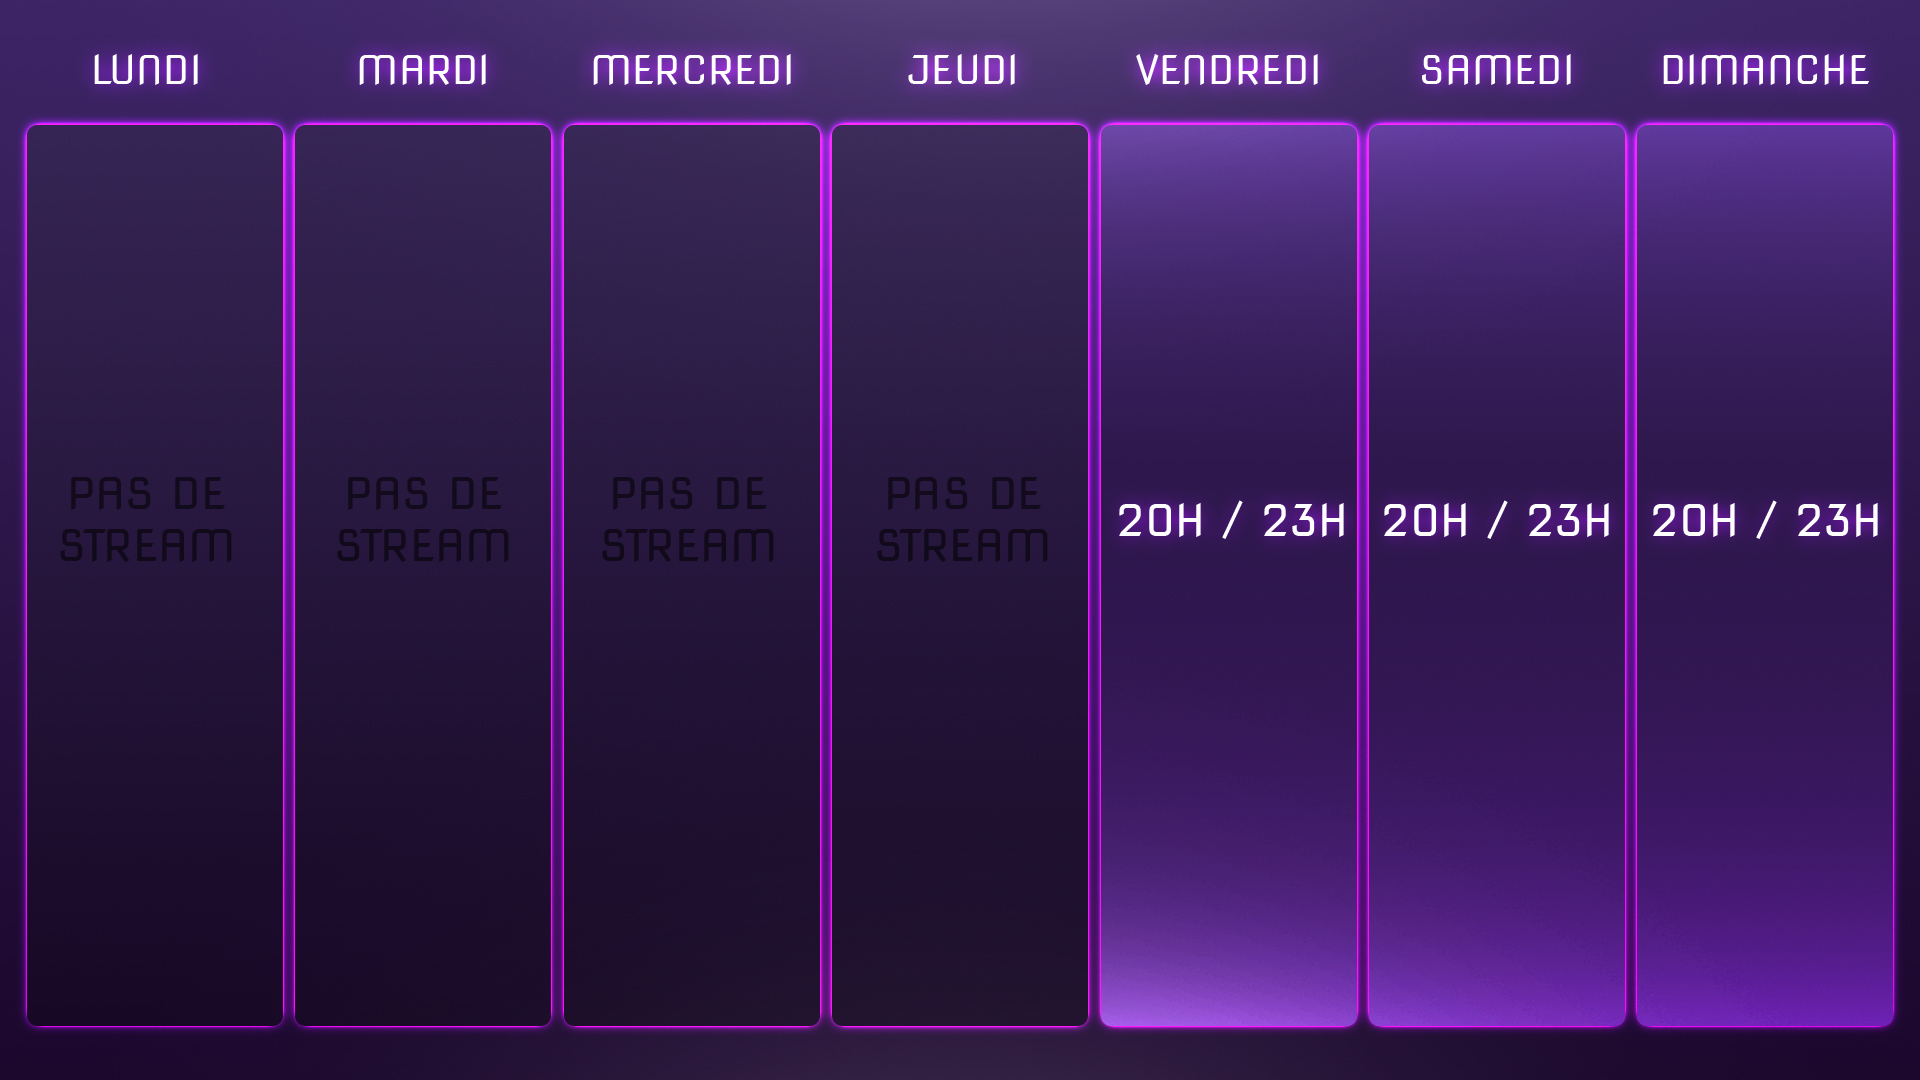 LUNDI
MARDI
MERCREDI
JEUDI
VENDREDI
SAMEDI
DIMANCHE
PAS DE
STREAM
PAS DE
STREAM
PAS DE
STREAM
PAS DE
STREAM
20H / 23H
20H / 23H
20H / 23H